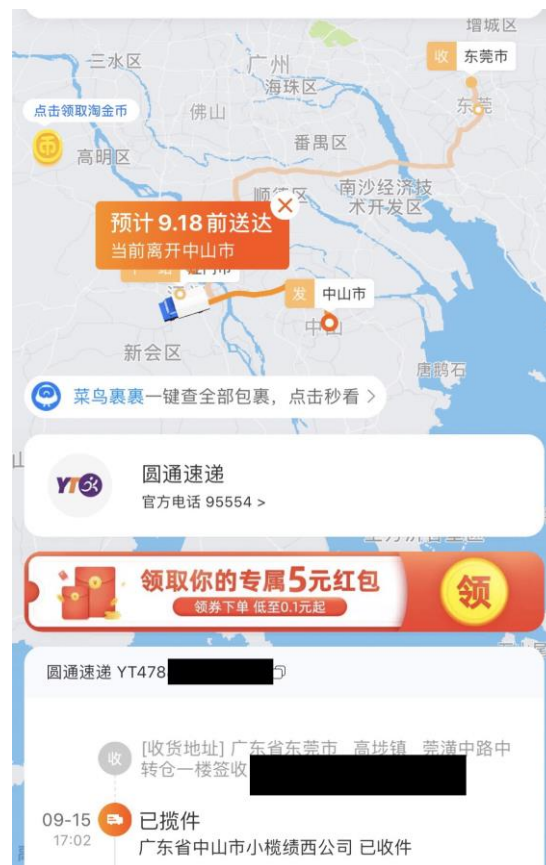 增城区
三水区
广州
收 东莞市
海珠区
点击领取淘金币
佛山
东莞
币
番禺区
高明区
顺德区
南沙经济技
术开发区
预计 9.18 前送达
当前离开中山市
发 中山市
中山
新会区
唐鹊石
菜鸟裹裹一键查全部包裹，点击秒看 >
YTO
圆通速递
官方电话 95554 >
领取你的专属5元红包
领券下单 低至0.1元起
领
圆通速递 YT478
收
[收货地址] 广东省东莞市 高埗镇 莞潢中路中
转仓一楼签收
09-15 已揽件
17:02
广东省中山市小榄绩西公司 已收件